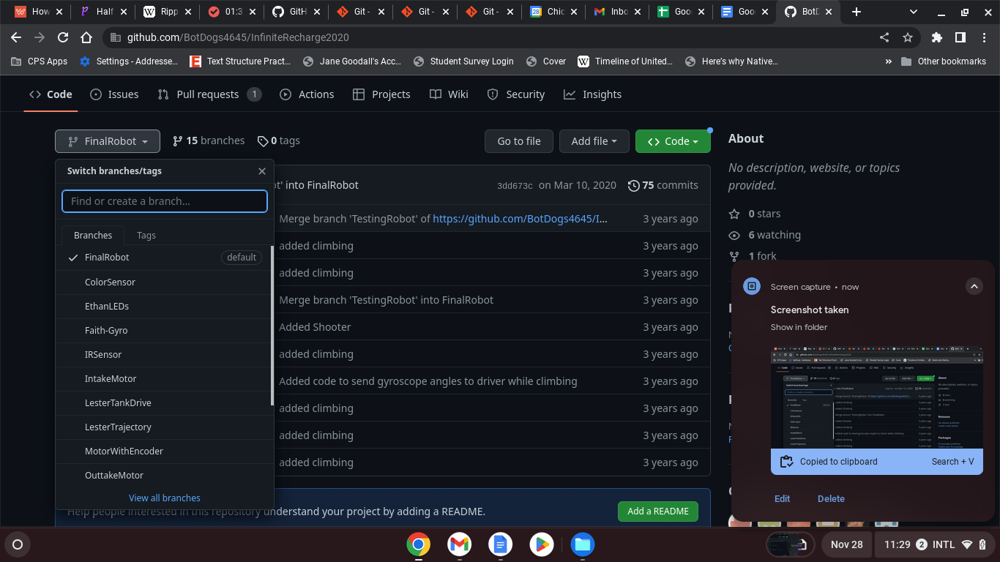 How
Half
Ripp
01:3
GitH
Git -
Git -
Git -
28
Chic
Inbo
Goo
Goo
BotD
github.com/BotDogs4645/InfiniteRecharge2020
CPS Apps
Settings - Addresse...
Text Structure Pract...
Jane Goodall's Acc...
Student Survey Login
Cover
Timeline of United...
Here's why Native...
»
Other bookmarks
Code
Issues
Pull requests 1
Actions
Projects
Wiki
Security
Insights
FinalRobot
15 branches
0 tags
Go to file
Add file
Code
Switch branches/tags
Find or create a branch...
Branches
Tags
FinalRobot default
ColorSensor
EthanLEDs
Faith-Gyro
IRSensor
IntakeMotor
LesterTankDrive
LesterTrajectory
MotorWithEncoder
OuttakeMotor
View all branches
ot' into FinalRobot 3dd673c on Mar 10, 2020 75 commits
Merge branch 'TestingRobot' of https://github.com/BotDogs4645/I... 3 years ago
added climbing 3 years ago
added climbing 3 years ago
Merge branch 'TestingRobot' into FinalRobot 3 years ago
Added Shooter 3 years ago
added climbing 3 years ago
Added code to send gyroscope angles to driver while climbing 3 years ago
added climbing 3 years ago
added climbing 3 years ago
added climbing 3 years ago
Help people interested in this repository understand your project by adding a README.
Add a README
About
No description, website, or topics
provided.
0 stars
6 watching
1 fork
Screen capture • now
Screenshot taken
Show in folder
Copied to clipboard Search + V
Edit
Delete
Nov 28
11:29 2 INTL